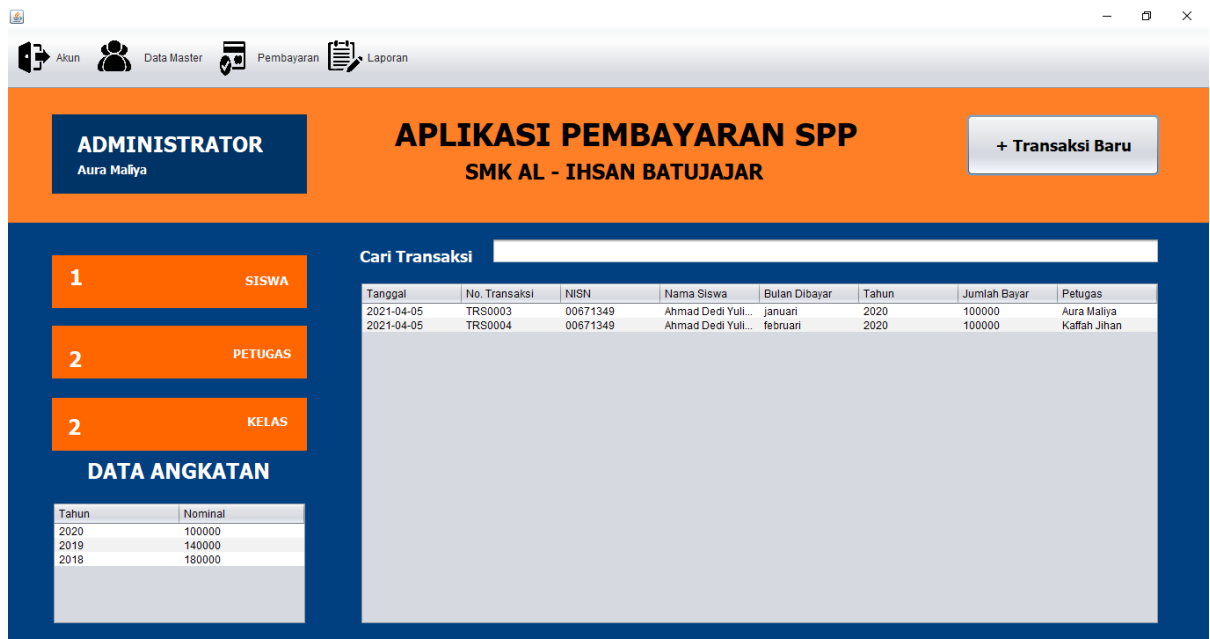 Akun Data Master Pembayaran Laporan
ADMINISTRATOR
Aura Maliya
APLIKASI PEMBAYARAN SPP
SMK AL - IHSAN BATUJAJAR
+ Transaksi Baru
1 SISWA
2 PETUGAS
2 KELAS
DATA ANGKATAN
Tahun Nominal
2020 100000
2019 140000
2018 180000
Cari Transaksi
Tanggal No. Transaksi NISN Nama Siswa Bulan Dibayar Tahun Jumlah Bayar Petugas
2021-04-05 TRS0003 00671349 Ahmad Dedi Yuli... januari 2020 100000 Aura Maliya
2021-04-05 TRS0004 00671349 Ahmad Dedi Yuli... februari 2020 100000 Kaffah Jihan